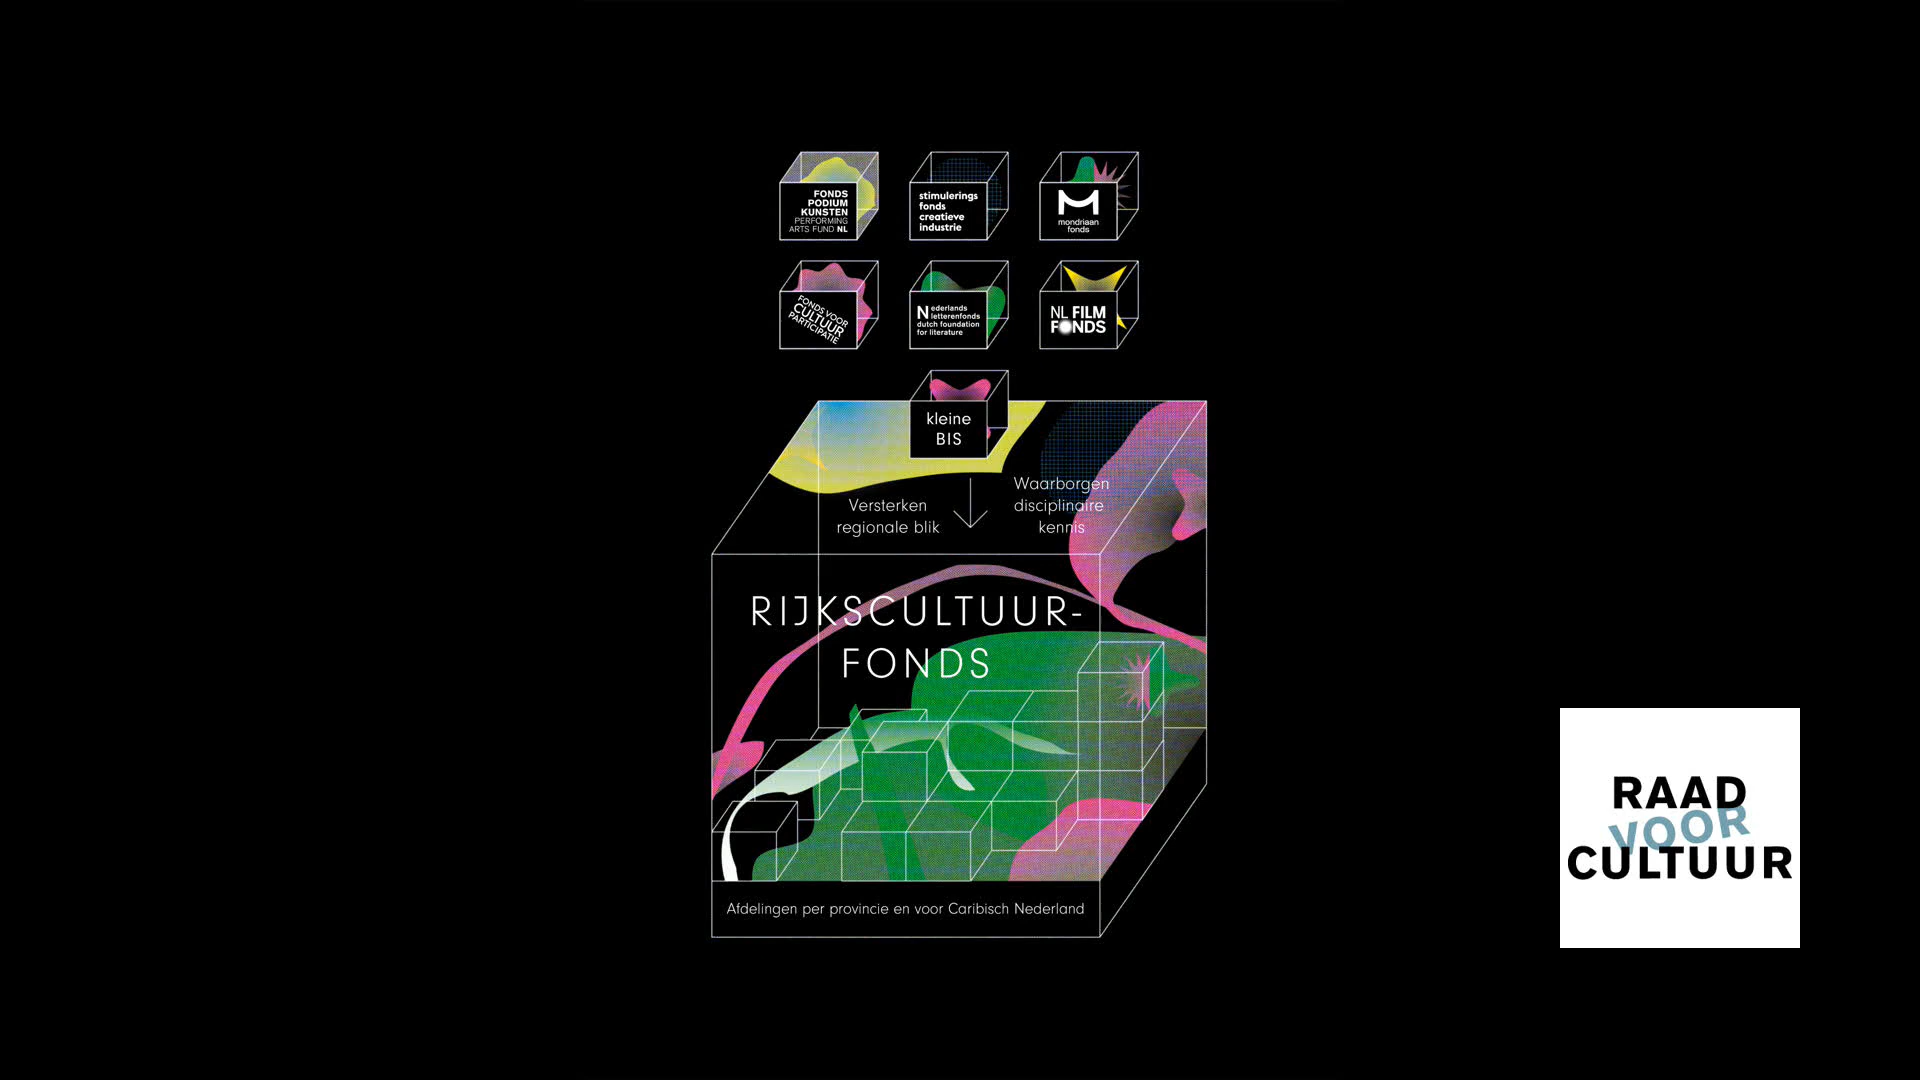 FONDS
PODIUM
KUNSTEN
PERFORMING
ARTS FUND NL
stimulerings
fonds
creatieve
industrie
M
mondriaan
fonds
FONDS VOOR
CULTUUR
PARTICIPATIE
Nederlands
letterenfonds
dutch foundation
for literature
NL FILM
FONDS
kleine
BIS
Versterken
regionale blik
Waarborgen
disciplinaire
kennis
RIJKSCULTUUR-
FONDS
Afdelingen per provincie en voor Caribisch Nederland
RAAD
VOOR
CULTUUR